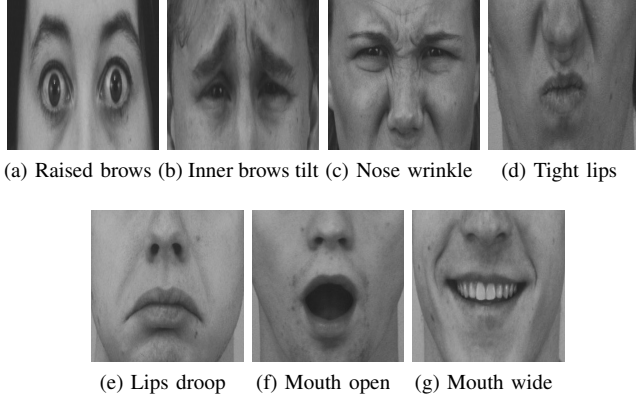 (a) Raised brows (b) Inner brows tilt (c) Nose wrinkle (d) Tight lips
(e) Lips droop (f) Mouth open (g) Mouth wide